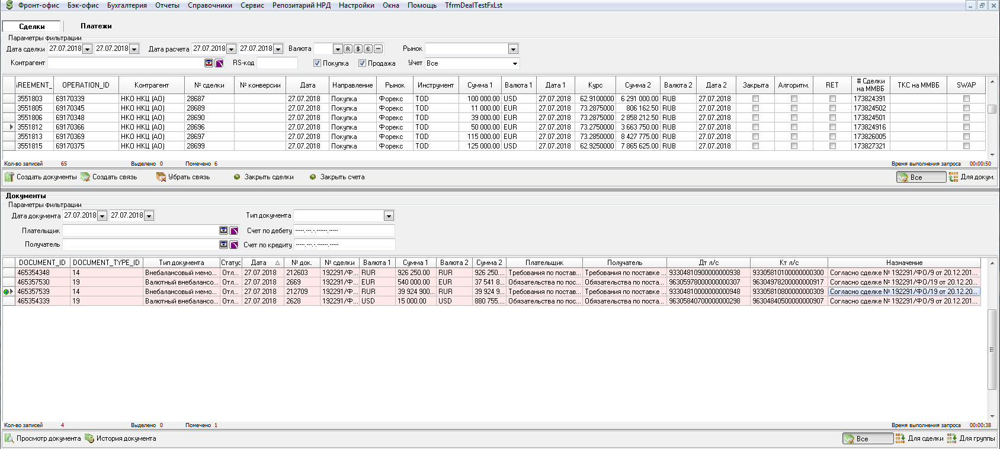 Фронт-офис Бэк-офис Бухгалтерия Отчеты Справочники Сервис Репозитарий НРД Настройки Окна Помощь TfrmDealTestFxLst
Сделки Платежи
Параметры фильтрации
Дата сделки 27.07.2018 27.07.2018 Дата расчета 27.07.2018 27.07.2018 Валюта R $ € Рынок
Контрагент RS-код Покупка Продажа Учет Все
iREEMENT_ OPERATION_ID Контрагент № сделки № конверсии Дата Направление Рынок Инструмент Сумма 1 Валюта 1 Дата 1 Курс Сумма 2 Валюта 2 Дата 2 Закрыта Алгоритм. RET # Сделки на ММВБ ТКС на ММВБ SWAP
3551803 69170339 НКО НКЦ (АО) 28687 27.07.2018 Покупка Форекс TOD 100 000.00 USD 27.07.2018 62.9100000 6 291 000.00 RUB 27.07.2018 173824391
3551805 69170345 НКО НКЦ (АО) 28689 27.07.2018 Покупка Форекс TOD 11 000.00 EUR 27.07.2018 73.2875000 806 162.50 RUB 27.07.2018 173824502
3551806 69170348 НКО НКЦ (АО) 28690 27.07.2018 Покупка Форекс TOD 39 000.00 EUR 27.07.2018 73.2875000 2 858 212.50 RUB 27.07.2018 173824501
3551812 69170366 НКО НКЦ (АО) 28696 27.07.2018 Покупка Форекс TOD 50 000.00 EUR 27.07.2018 73.2750000 3 663 750.00 RUB 27.07.2018 173824916
3551813 69170369 НКО НКЦ (АО) 28697 27.07.2018 Покупка Форекс TOD 115 000.00 EUR 27.07.2018 73.2850000 8 427 775.00 RUB 27.07.2018 173826005
3551815 69170375 НКО НКЦ (АО) 28699 27.07.2018 Покупка Форекс TOD 125 000.00 USD 27.07.2018 62.9250000 7 865 625.00 RUB 27.07.2018 173827321
Кол-во записей 65 Выделено 0 Помечено 6 Время выполнения запроса 00:00:50
Создать документы Создать связь Убрать связь Закрыть сделки Закрыть счета Все Для докум.
Документы
Параметры фильтрации
Дата документа 27.07.2018 27.07.2018 Тип документа
Плательщик Счет по дебету -----.---.-.------.-----
Получатель Счет по кредиту -----.---.-.------.-----
DOCUMENT_ID DOCUMENT_TYPE_ID Тип документа Статус Дата № док. № сделки Валюта 1 Сумма 1 Валюта 2 Сумма 2 Плательщик Получатель Дт л/с Кт л/с Назначение
465354348 14 Внебалансовый мемо... Отл... 27.07.2018 212603 192291/Ф... RUR 926 250.00 RUR 926 250.... Требования по постав... Требования по поставке ... 93304810900000000938 93305810100000000300 Согласно сделке № 192291/ФО/9 от 20.12.201...
465357530 19 Валютный внебалансо... Отл... 27.07.2018 2669 192291/Ф... EUR 540 000.00 EUR 37 541 8... Обязательства по пос... Обязательства по поста... 96305978000000000307 96304978200000000917 Согласно сделке № 192291/ФО/19 от 20.12.20...
465357539 14 Внебалансовый мемо... Отл... 27.07.2018 212709 192291/Ф... RUR 39 924 900... RUR 39 924 9... Требования по постав... Требования по поставке ... 93304810000000000948 93305810800000000309 Согласно сделке № 192291/ФО/19 от 20.12.20...
465354339 19 Валютный внебалансо... Отл... 27.07.2018 2628 192291/Ф... USD 15 000.00 USD 880 755.... Обязательства по пос... Обязательства по поста... 96305840700000000298 96304840500000000907 Согласно сделке № 192291/ФО/9 от 20.12.201...
Кол-во записей 4 Выделено 0 Помечено 1 Время выполнения запроса 00:00:38
Просмотр документа История документа Все Для сделки Для группы